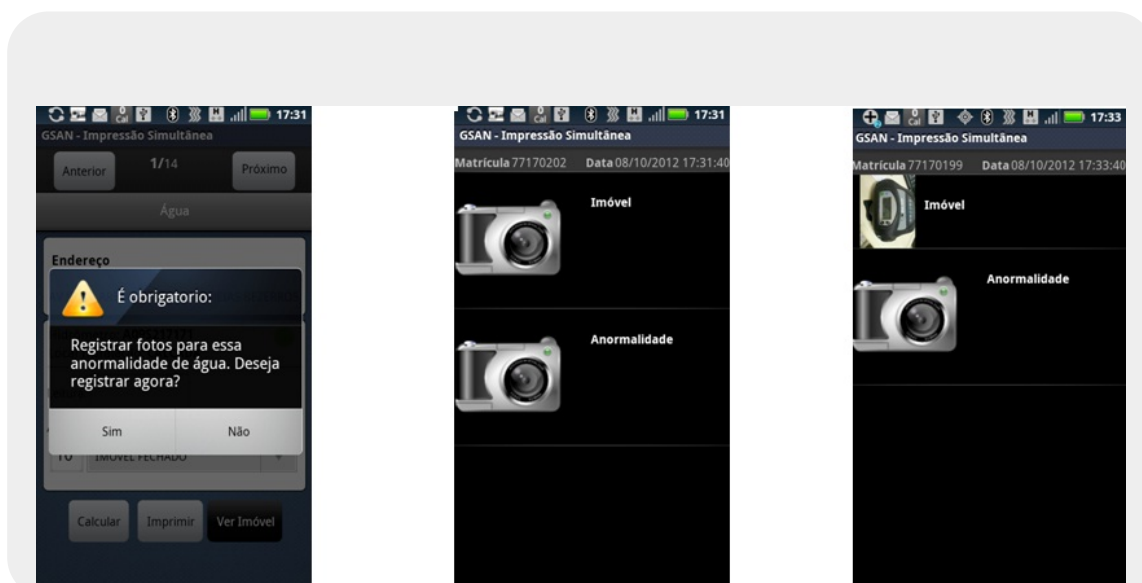 17:31
GSAN - Impressão Simultânea
Anterior
1/14
Próximo
Água
Endereço
É obrigatorio:
Registrar fotos para essa
anormalidade de água. Deseja
registrar agora?
Sim
Não
10
IMOVEL FECHADO
Calcular
Imprimir
Ver Imóvel
17:31
GSAN - Impressão Simultânea
Matrícula 77170202 Data 08/10/2012 17:31:40
Imóvel
Anormalidade
17:33
GSAN - Impressão Simultânea
Matrícula 77170199 Data 08/10/2012 17:33:40
Imóvel
Anormalidade